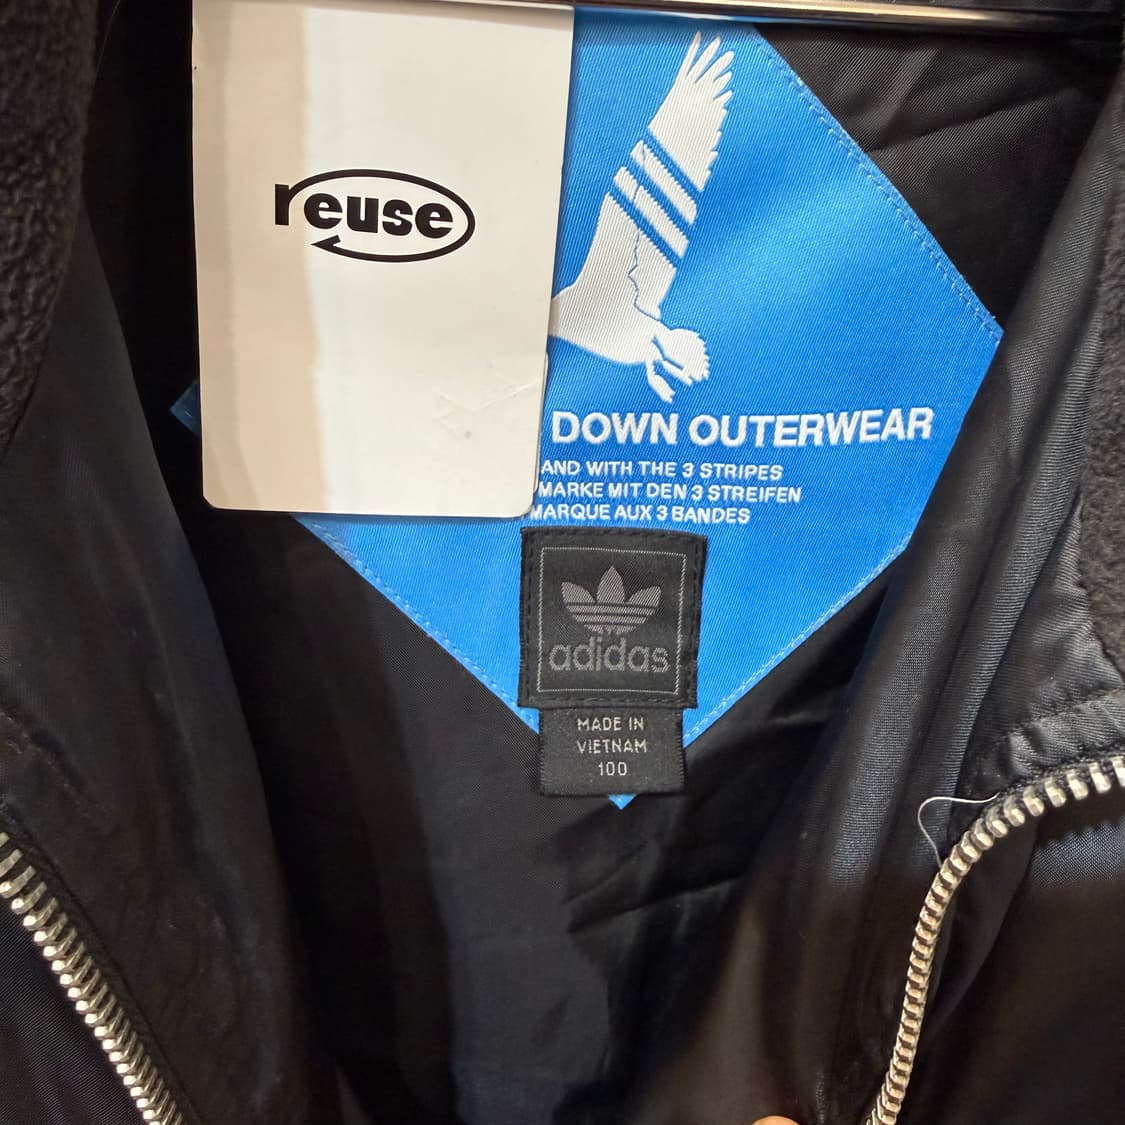 reuse
DOWN OUTERWEAR
AND WITH THE 3 STRIPES
MARKE MIT DEN 3 STREIFEN
MARQUE AUX 3 BANDES
adidas
MADE IN
VIETNAM
100